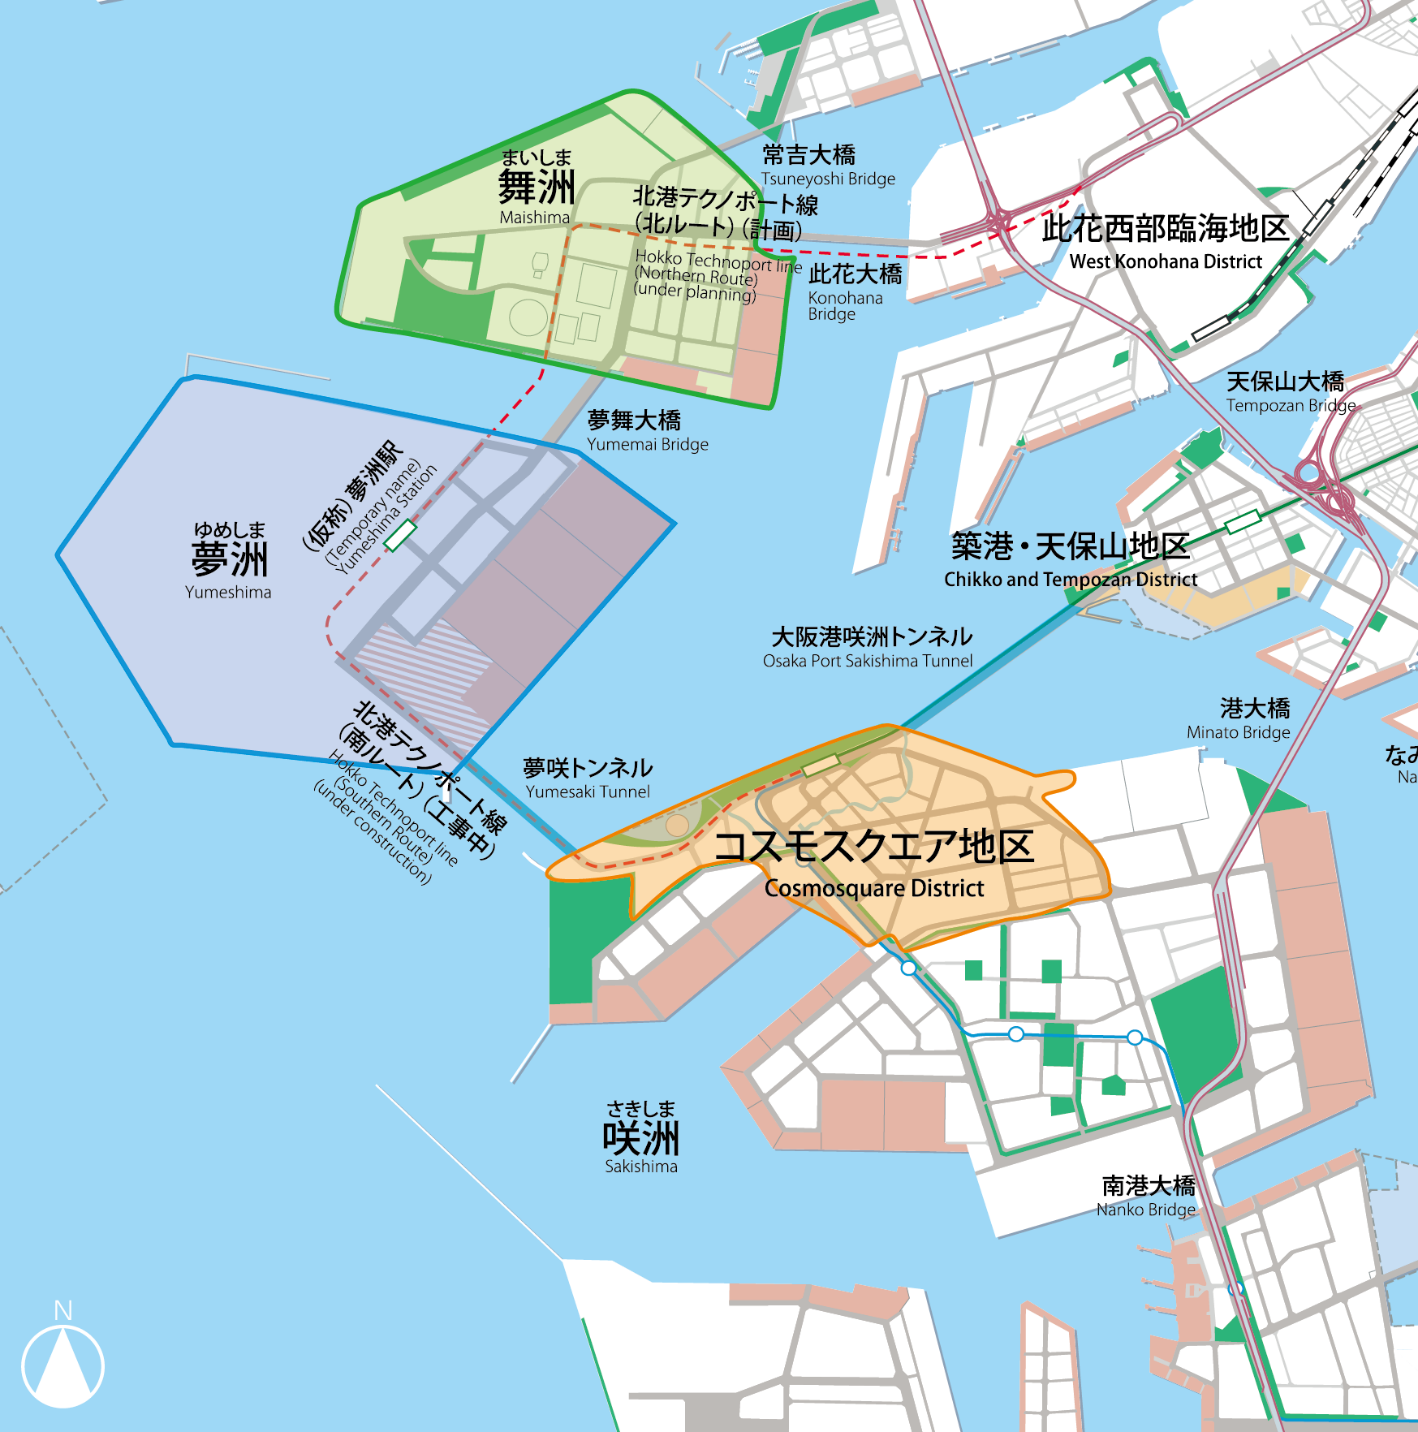 まいしま
舞洲
Maishima
常吉大橋
Tsuneyoshi Bridge
北港テクノポート線
（北ルート）（計画）
Hokko Technoport line
(Northern Route)
(under planning)
此花大橋
Konohana
Bridge
此花西部臨海地区
West Konohana District
天保山大橋
Tempozan Bridge
夢舞大橋
Yumemai Bridge
（仮称）夢洲駅
(Temporary name)
Yumeshima Station
ゆめしま
夢洲
Yumeshima
築港・天保山地区
Chikko and Tempozan District
大阪港咲洲トンネル
Osaka Port Sakishima Tunnel
港大橋
Minato Bridge
なみ
Na
北港テクノポート線
（南ルート）（工事中）
Hokko Technoport line
(Southern Route)
(under construction)
夢咲トンネル
Yumesaki Tunnel
コスモスクエア地区
Cosmosquare District
さきしま
咲洲
Sakishima
南港大橋
Nanko Bridge
N